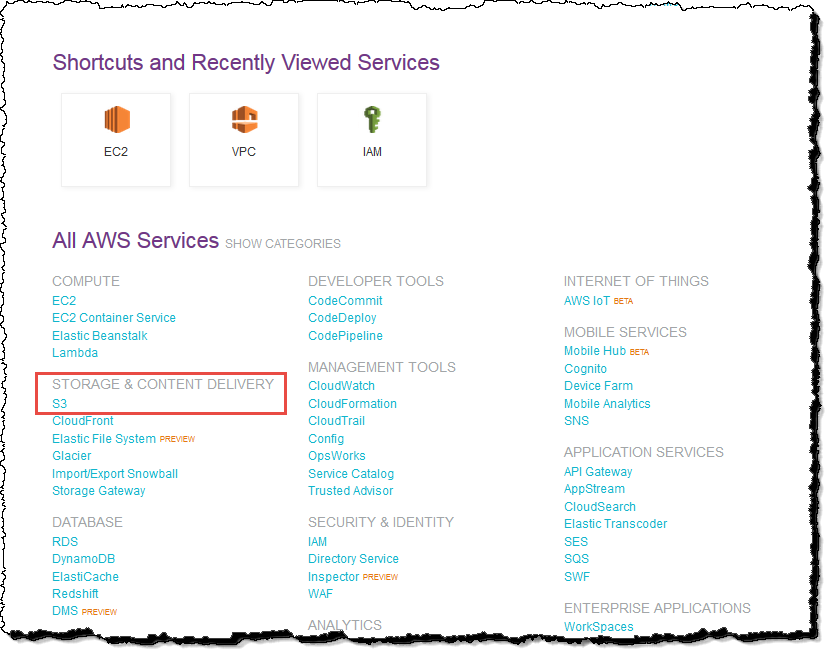 Shortcuts and Recently Viewed Services
EC2
VPC
IAM
All AWS Services SHOW CATEGORIES
COMPUTE
EC2
EC2 Container Service
Elastic Beanstalk
Lambda
STORAGE & CONTENT DELIVERY
S3
CloudFront
Elastic File System PREVIEW
Glacier
Import/Export Snowball
Storage Gateway
DATABASE
RDS
DynamoDB
ElastiCache
Redshift
DMS PREVIEW
DEVELOPER TOOLS
CodeCommit
CodeDeploy
CodePipeline
MANAGEMENT TOOLS
CloudWatch
CloudFormation
CloudTrail
Config
OpsWorks
Service Catalog
Trusted Advisor
SECURITY & IDENTITY
IAM
Directory Service
Inspector PREVIEW
WAF
ANALYTICS
INTERNET OF THINGS
AWS IoT BETA
MOBILE SERVICES
Mobile Hub BETA
Cognito
Device Farm
Mobile Analytics
SNS
APPLICATION SERVICES
API Gateway
AppStream
CloudSearch
Elastic Transcoder
SES
SQS
SWF
ENTERPRISE APPLICATIONS
WorkSpaces